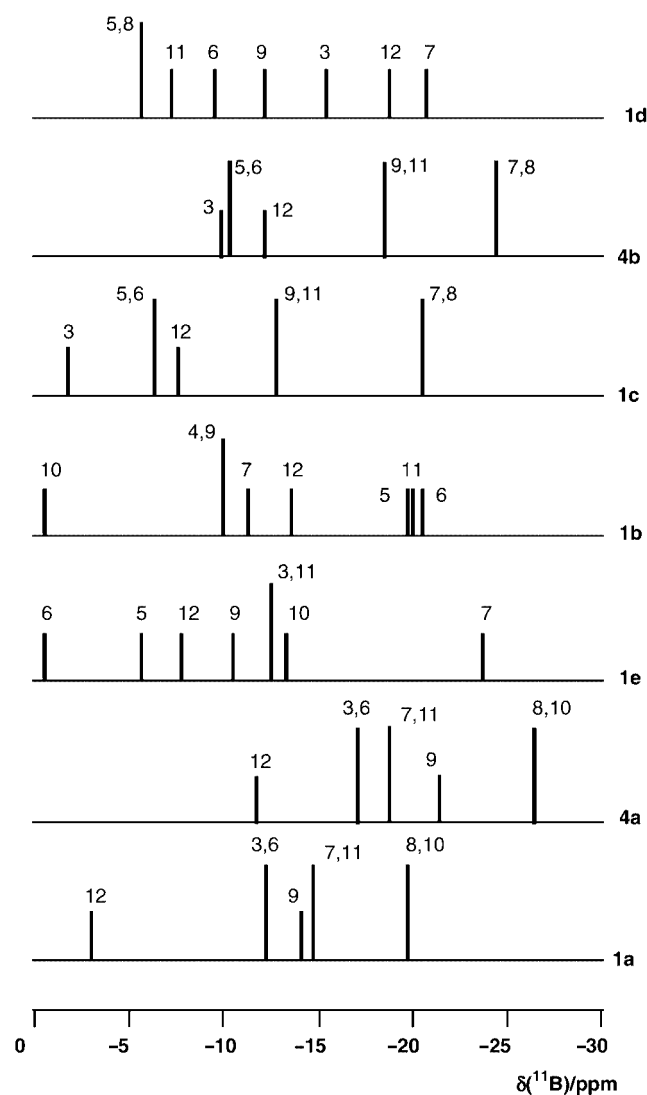 5,8
11 6 9 3 12 7
1d
5,6 9,11 7,8
3 12
4b
5,6 9,11 7,8
3 12
1c
4,9
10 7 12 11
5 6
1b
3,11
6 5 12 9 10 7
1e
3,6 7,11 8,10
12 9
4a
3,6 7,11 8,10
12 9
1a
0 –5 –10 –15 –20 –25 –30
δ(¹¹B)/ppm